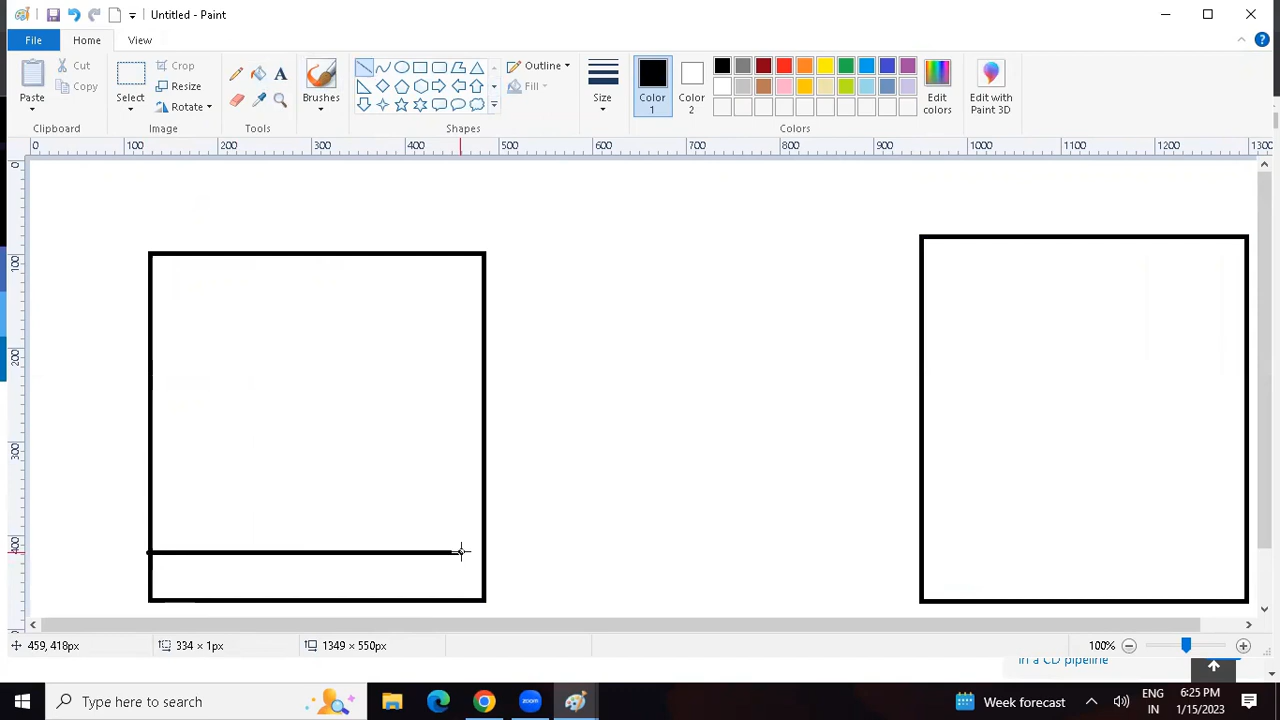 Untitled - Paint
File Home View
Paste Cut Copy
Clipboard
Select Crop Resize Rotate
Image
Tools
Brushes
Outline Fill
Shapes
Size
Color 1
Color 2
Edit colors
Edit with Paint 3D
Colors
0 100 200 300 400 500 600 700 800 900 1000 1100 1200 1300
0
100
200
300
400
459, 418px 334 × 1px 1349 × 550px 100%
in a CD pipeline
Type here to search
zoom
Week forecast
ENG
IN
6:25 PM
1/15/2023